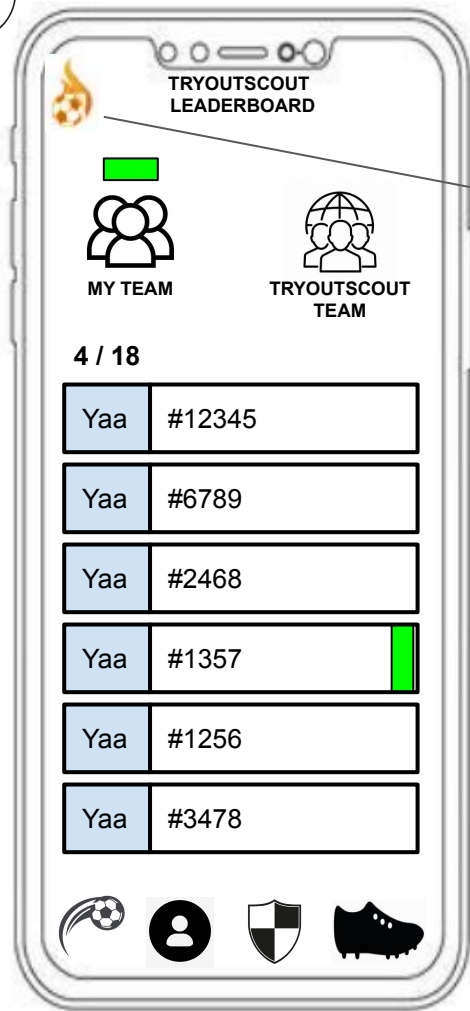 TRYOUTSCOUT
LEADERBOARD
MY TEAM
TRYOUTSCOUT
TEAM
4 / 18
Yaa #12345
Yaa #6789
Yaa #2468
Yaa #1357
Yaa #1256
Yaa #3478